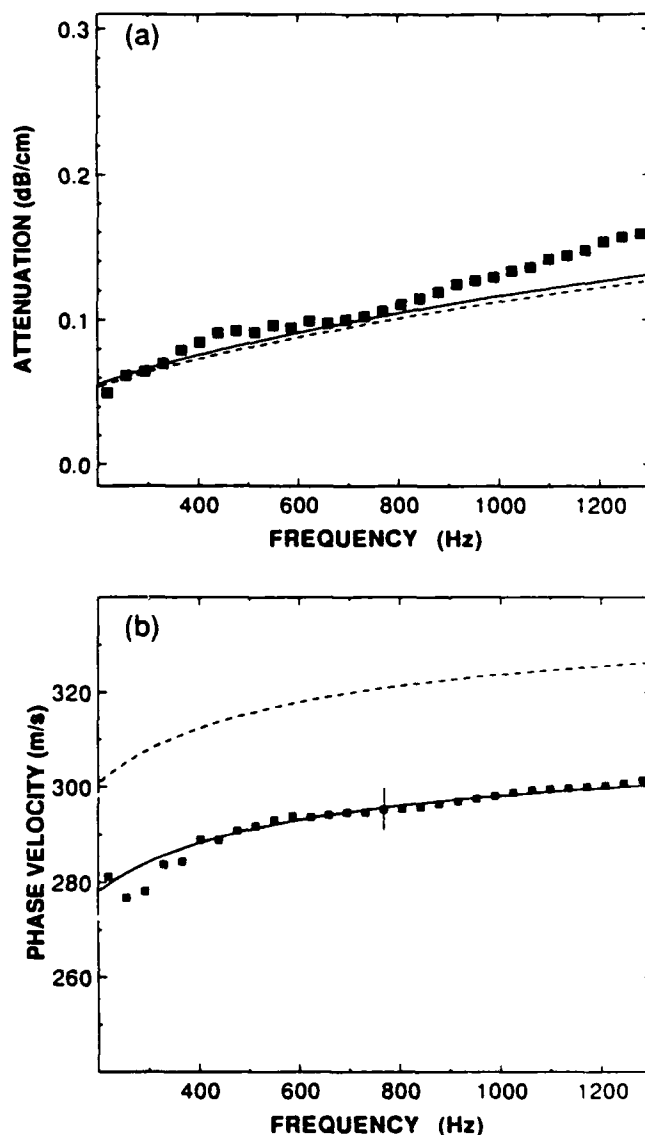 (a)
0.3
0.2
0.1
0.0
ATTENUATION (dB/cm)
400 600 800 1000 1200
FREQUENCY (Hz)
(b)
320
300
280
260
PHASE VELOCITY (m/s)
400 600 800 1000 1200
FREQUENCY (Hz)